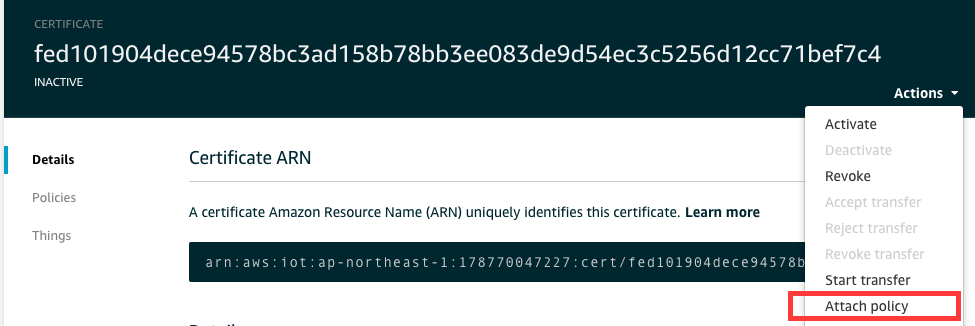 CERTIFICATE
fed101904dece94578bc3ad158b78bb3ee083de9d54ec3c5256d12cc71bef7c4
INACTIVE
Actions
Activate
Deactivate
Revoke
Accept transfer
Reject transfer
Revoke transfer
Start transfer
Attach policy
Details
Policies
Things
Certificate ARN
A certificate Amazon Resource Name (ARN) uniquely identifies this certificate. Learn more
arn:aws:iot:ap-northeast-1:178770047227:cert/fed101904dece94578b